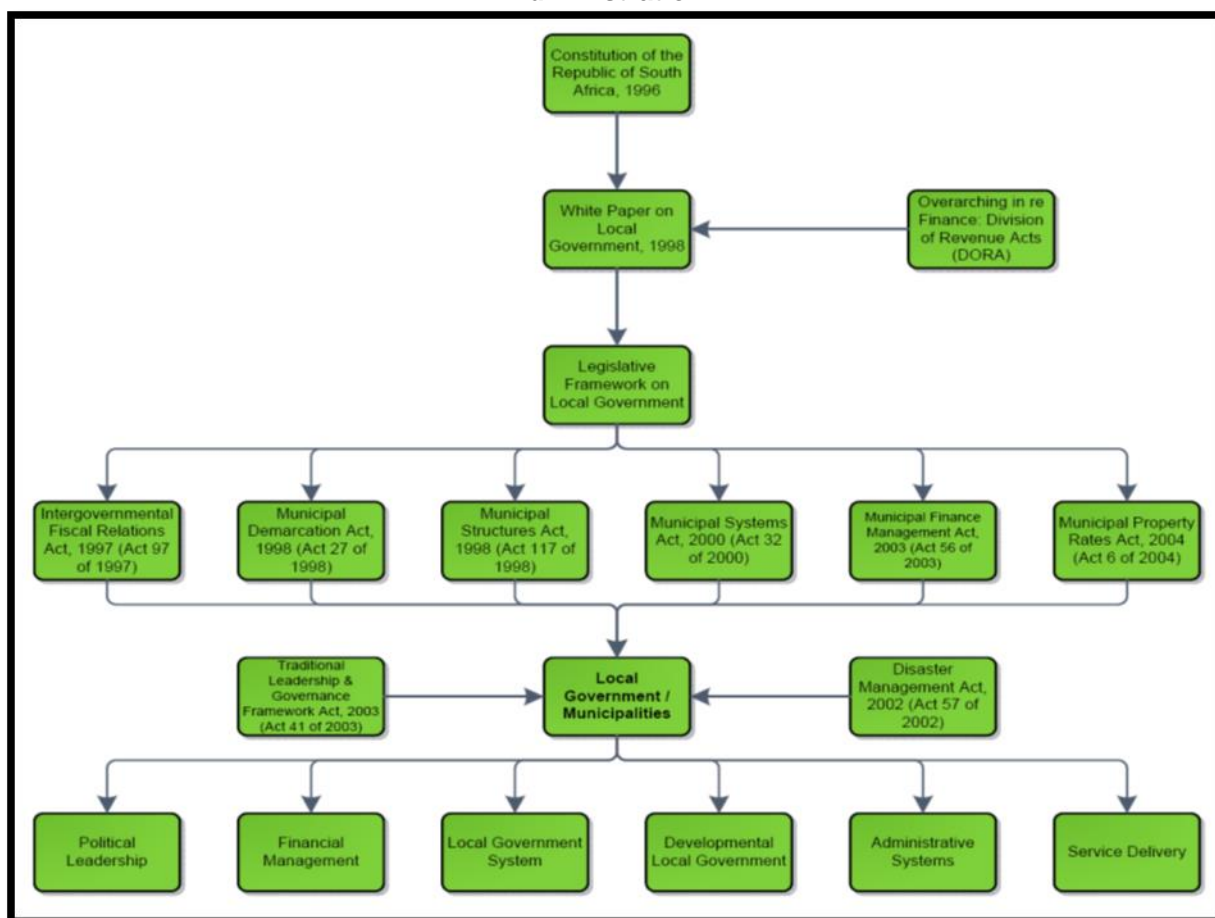 Constitution of the
Republic of South
Africa, 1996
White Paper on
Local
Government, 1998
Overarching in re
Finance: Division
of Revenue Acts
(DORA)
Legislative
Framework on
Local Government
Intergovernmental
Fiscal Relations
Act, 1997 (Act 97
of 1997)
Municipal
Demarcation Act,
1998 (Act 27 of
1998)
Municipal
Structures Act,
1998 (Act 117 of
1998)
Municipal Systems
Act, 2000 (Act 32
of 2000)
Municipal Finance
Management Act,
2003 (Act 56 of
2003)
Municipal Property
Rates Act, 2004
(Act 6 of 2004)
Traditional
Leadership &
Governance
Framework Act, 2003
(Act 41 of 2003)
Local
Government /
Municipalities
Disaster
Management Act,
2002 (Act 57 of
2002)
Political
Leadership
Financial
Management
Local Government
System
Developmental
Local Government
Administrative
Systems
Service Delivery